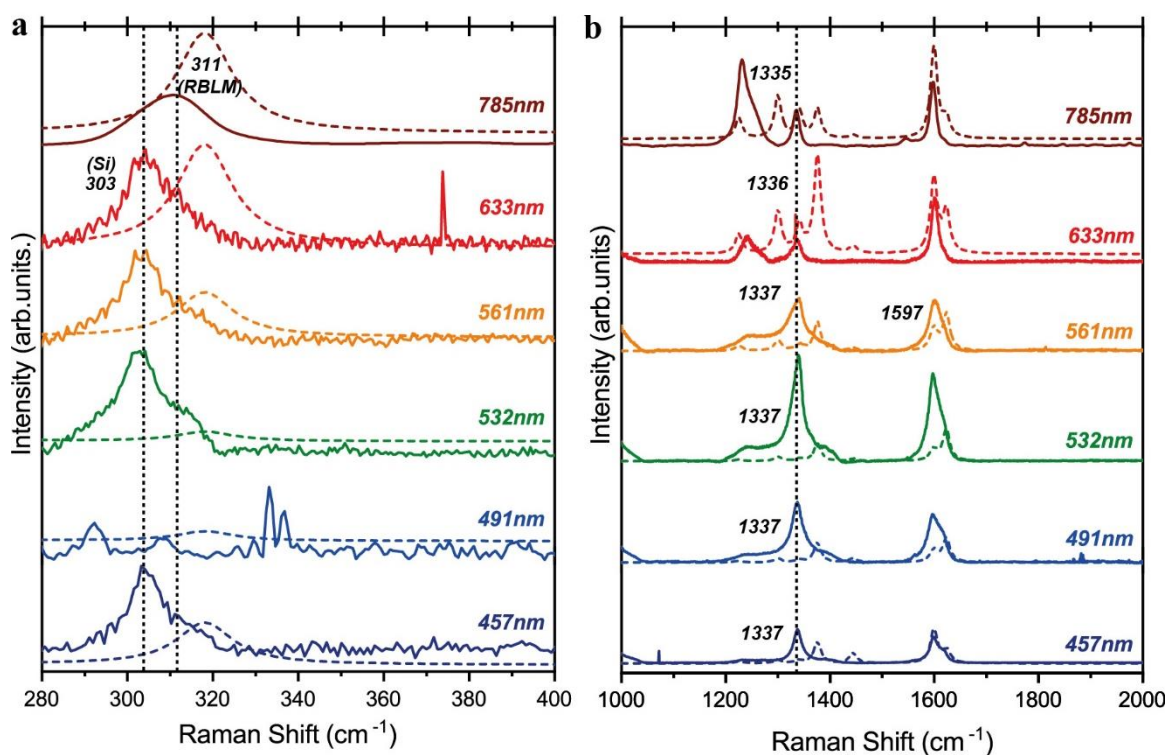 a
311
(RBLM)
785nm
(Si)
303
633nm
561nm
532nm
491nm
457nm
Intensity (arb.units)
280 300 320 340 360 380 400
Raman Shift (cm⁻¹)
b
1335
785nm
1336
633nm
1337
1597
561nm
1337
532nm
1337
491nm
1337
457nm
Intensity (arb.units)
1000 1200 1400 1600 1800 2000
Raman Shift (cm⁻¹)